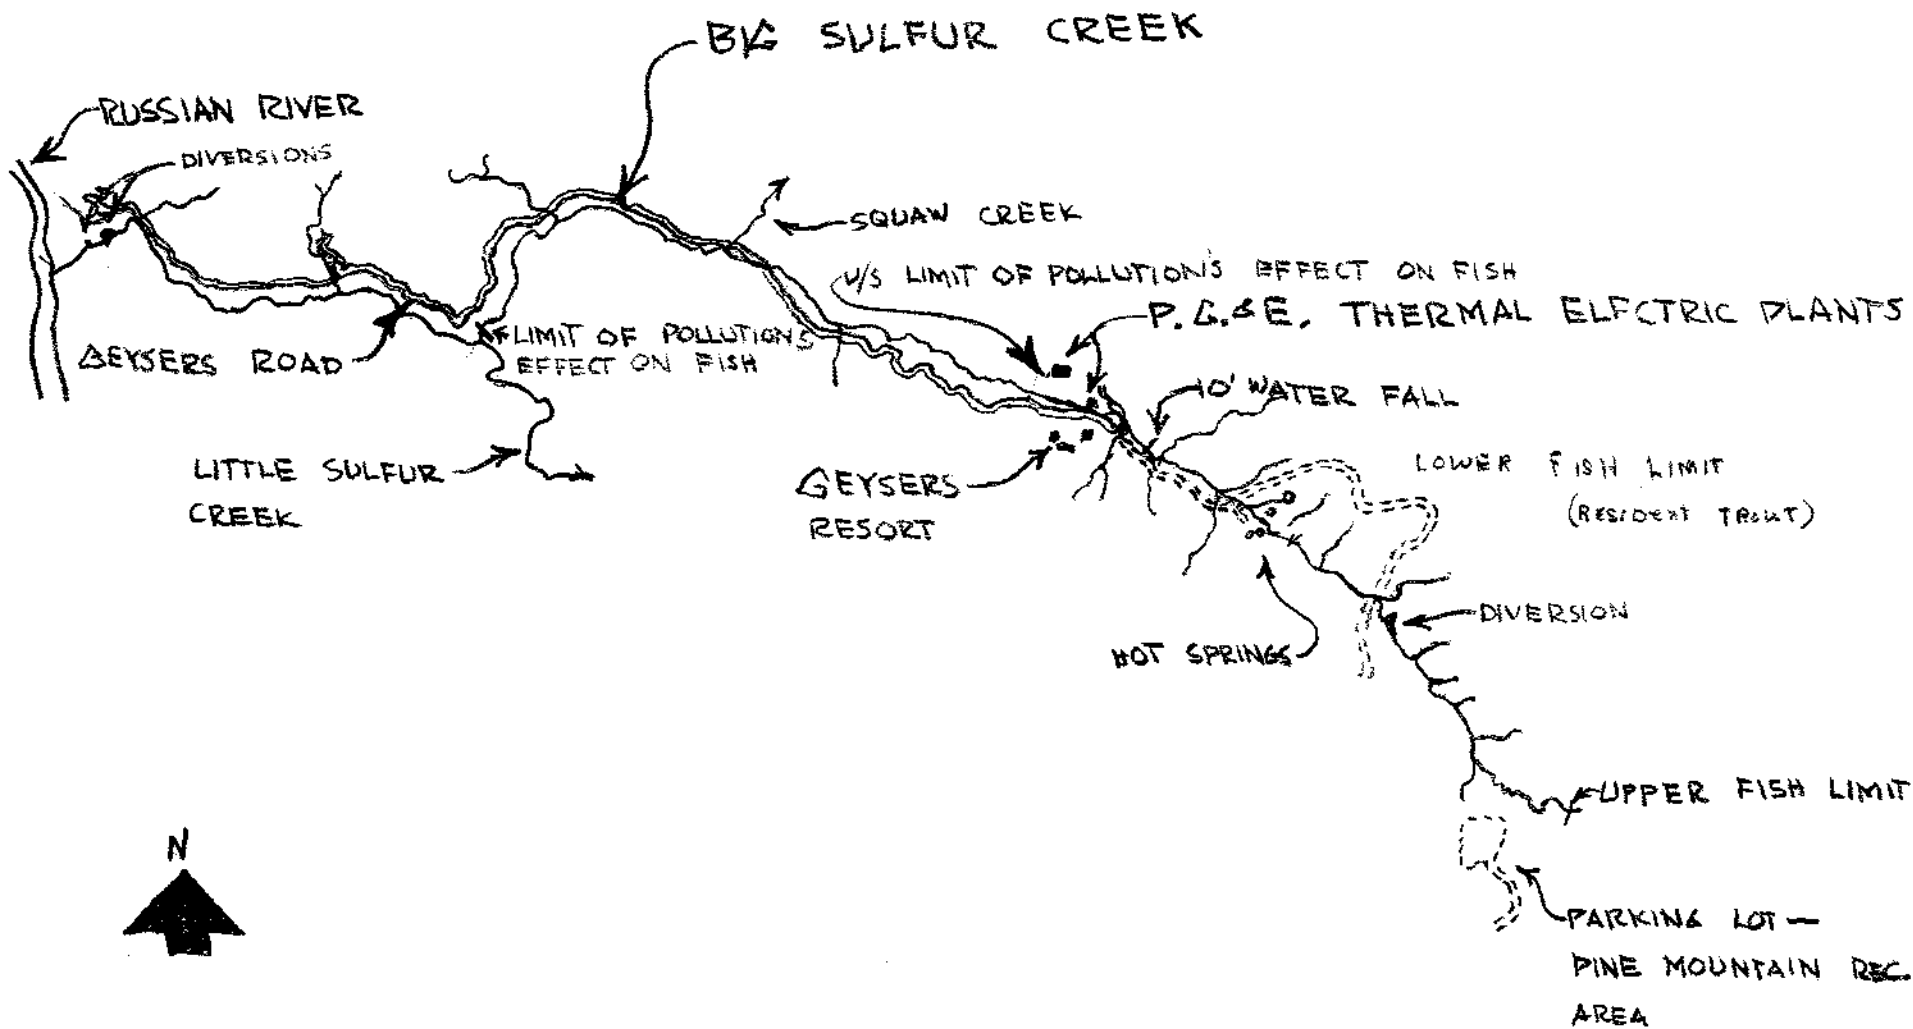 BIG SULFUR CREEK
RUSSIAN RIVER
DIVERSIONS
SQUAW CREEK
U/S LIMIT OF POLLUTION'S EFFECT ON FISH
P.G.&E. THERMAL ELECTRIC PLANTS
GEYSERS ROAD
LIMIT OF POLLUTION'S
EFFECT ON FISH
10' WATER FALL
LITTLE SULFUR
CREEK
GEYSERS
RESORT
LOWER FISH LIMIT
(RESIDENT TROUT)
HOT SPRINGS
DIVERSION
UPPER FISH LIMIT
N
PARKING LOT —
PINE MOUNTAIN REC.
AREA